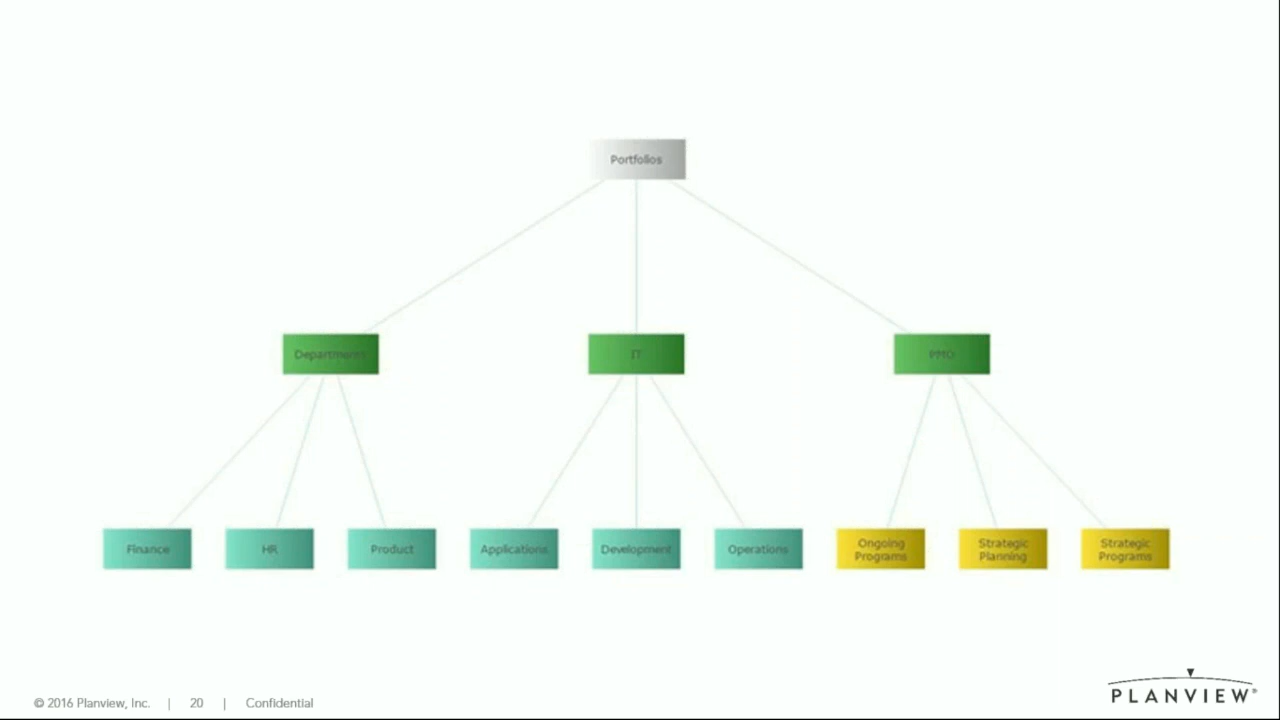 Portfolios
Departments
IT
PMO
Finance
HR
Product
Applications
Development
Operations
Ongoing
Programs
Strategic
Planning
Strategic
Programs
© 2016 Planview, Inc. | 20 | Confidential
PLANVIEW®